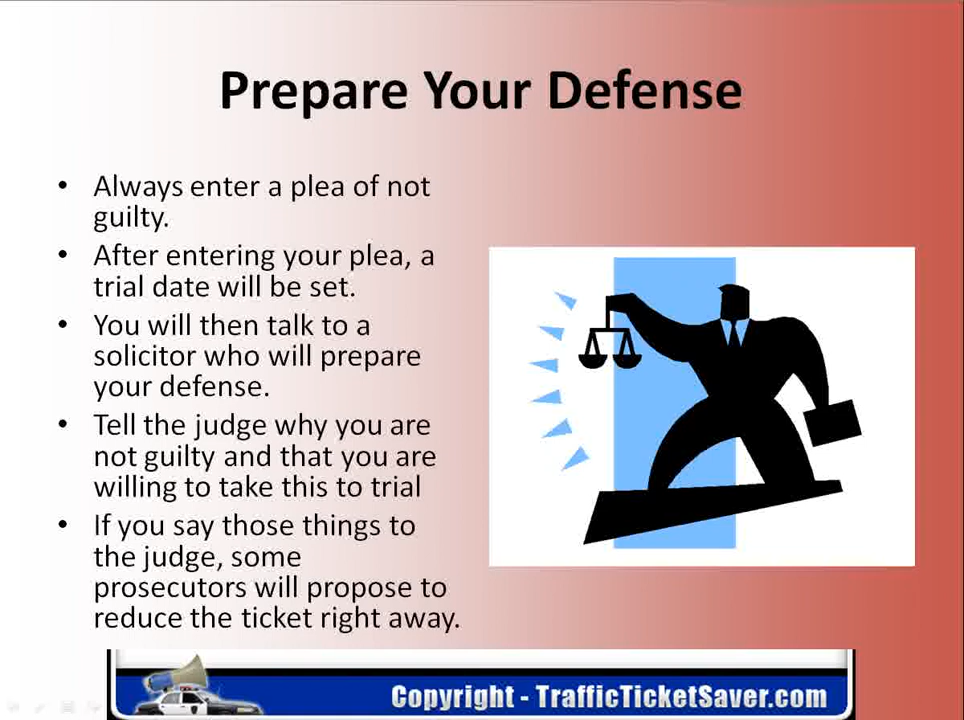 Prepare Your Defense
• Always enter a plea of not
guilty.
• After entering your plea, a
trial date will be set.
• You will then talk to a
solicitor who will prepare
your defense.
• Tell the judge why you are
not guilty and that you are
willing to take this to trial
• If you say those things to
the judge, some
prosecutors will propose to
reduce the ticket right away.
Copyright - TrafficTicketSaver.com